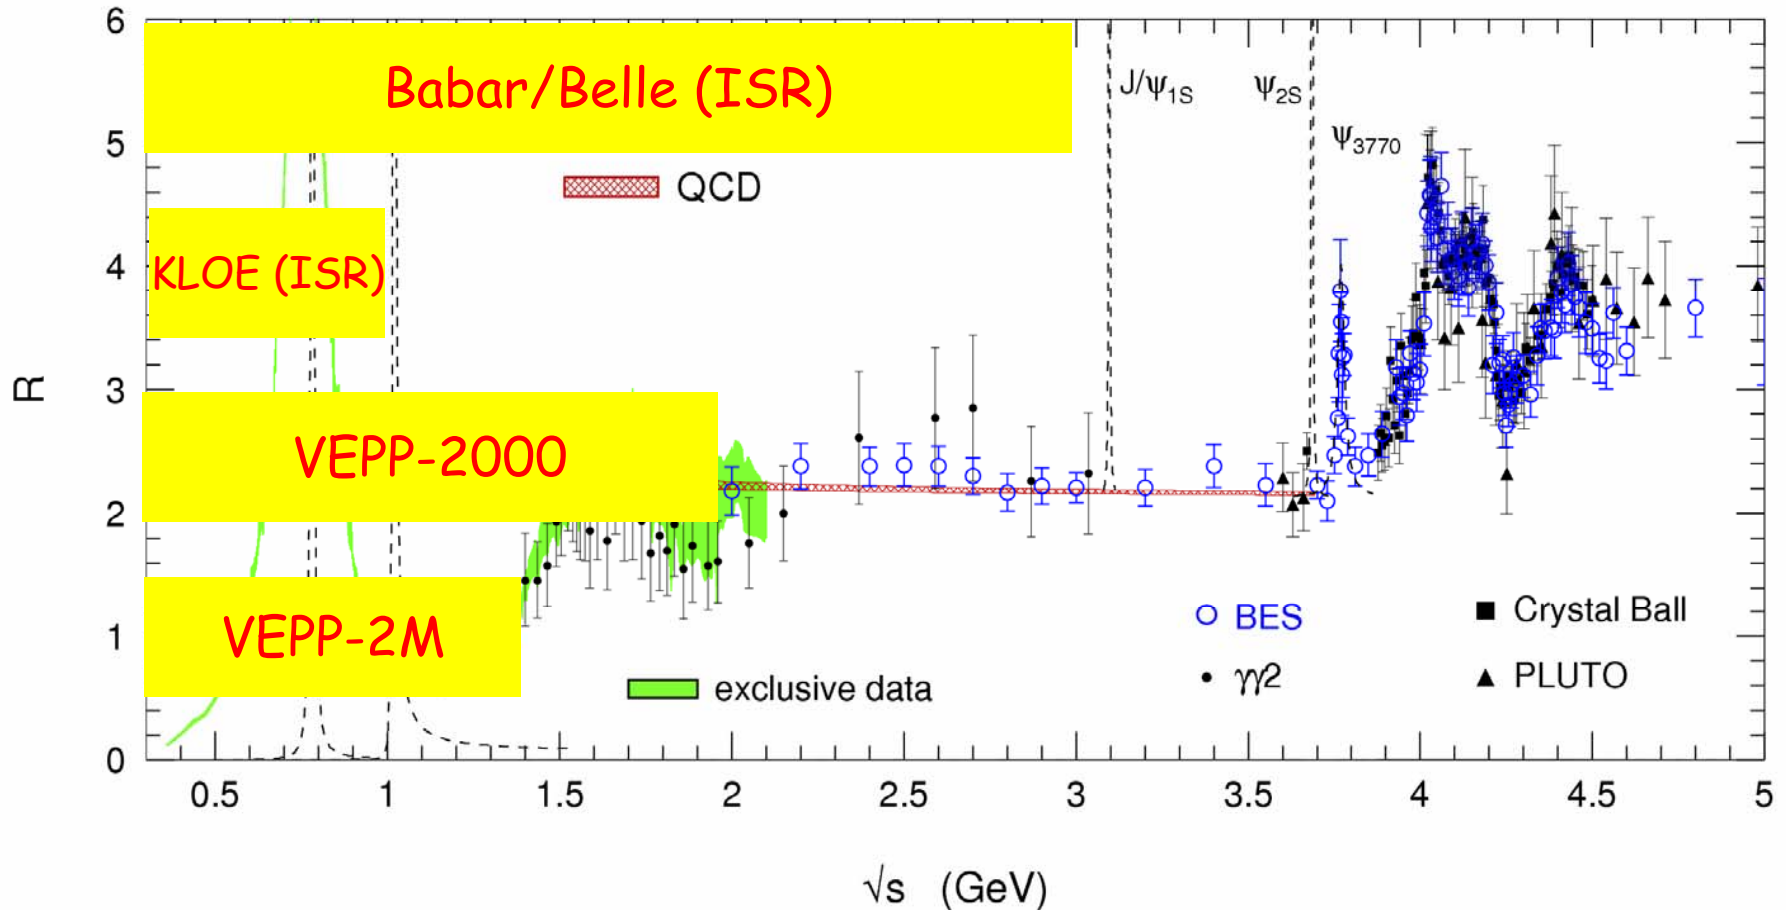 6
Babar/Belle (ISR)
J/ψ1S
ψ2S
ψ3770
5
QCD
4
KLOE (ISR)
R
3
VEPP-2000
2
VEPP-2M
1
BES
Crystal Ball
γγ2
PLUTO
exclusive data
0
0.5 1 1.5 2 2.5 3 3.5 4 4.5 5
√s (GeV)